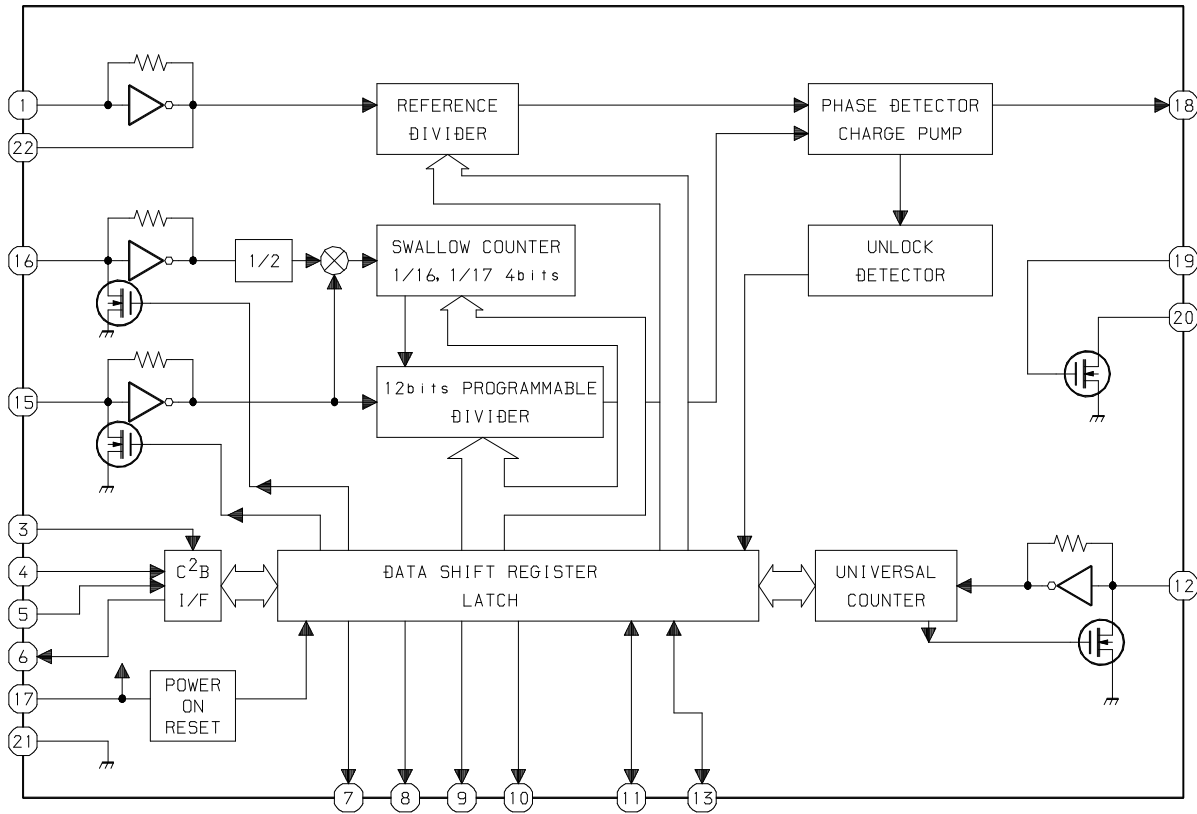 1
REFERENCE
DIVIDER
PHASE DETECTOR
CHARGE PUMP
18
22
16
1/2
SWALLOW COUNTER
1/16, 1/17 4bits
UNLOCK
DETECTOR
19
20
15
12bits PROGRAMMABLE
DIVIDER
3
4
5
6
C²B
I/F
DATA SHIFT REGISTER
LATCH
UNIVERSAL
COUNTER
12
17
POWER
ON
RESET
21
7
8
9
10
11
13